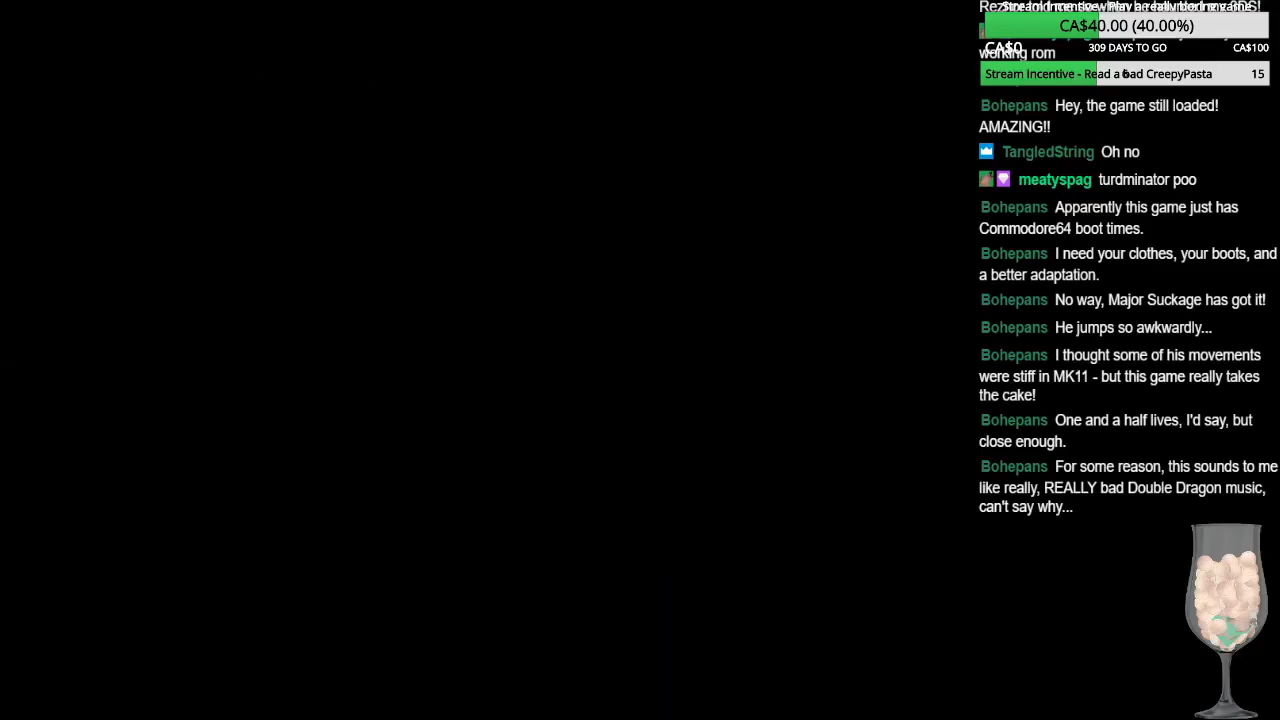 CA$40.00 (40.00%)
CA$0 309 DAYS TO GO CA$100
working rom
Stream Incentive - Read a bad CreepyPasta 15
Bohepans Hey, the game still loaded!
AMAZING!!
TangledString Oh no
meatyspag turdminator poo
Bohepans Apparently this game just has
Commodore64 boot times.
Bohepans I need your clothes, your boots, and
a better adaptation.
Bohepans No way, Major Suckage has got it!
Bohepans He jumps so awkwardly...
Bohepans I thought some of his movements
were stiff in MK11 - but this game really takes
the cake!
Bohepans One and a half lives, I'd say, but
close enough.
Bohepans For some reason, this sounds to me
like really, REALLY bad Double Dragon music,
can't say why...